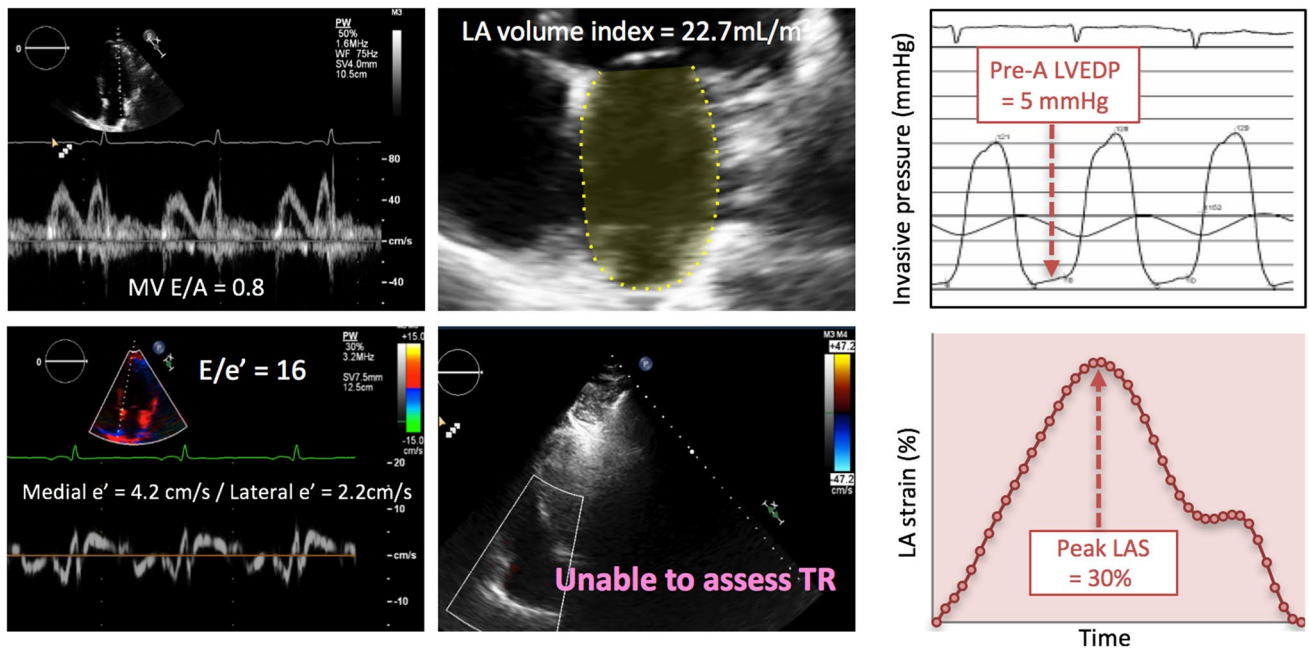 M3
PW
50%
1.6MHz
WF 75Hz
SV4.0mm
10.5cm
0
80
40
cm/s
-40
MV E/A = 0.8
LA volume index = 22.7mL/m²
Invasive pressure (mmHg)
Pre-A LVEDP
= 5 mmHg
121
128
129
PW
30%
3.2MHz
SV7.5mm
12.5cm
+15.0
-15.0
cm/s
0
E/e’ = 16
20
10
cm/s
-10
Medial e’ = 4.2 cm/s / Lateral e’ = 2.2cm/s
M3 M4
+47.2
-47.2
cm/s
Unable to assess TR
LA strain (%)
Peak LAS
= 30%
Time